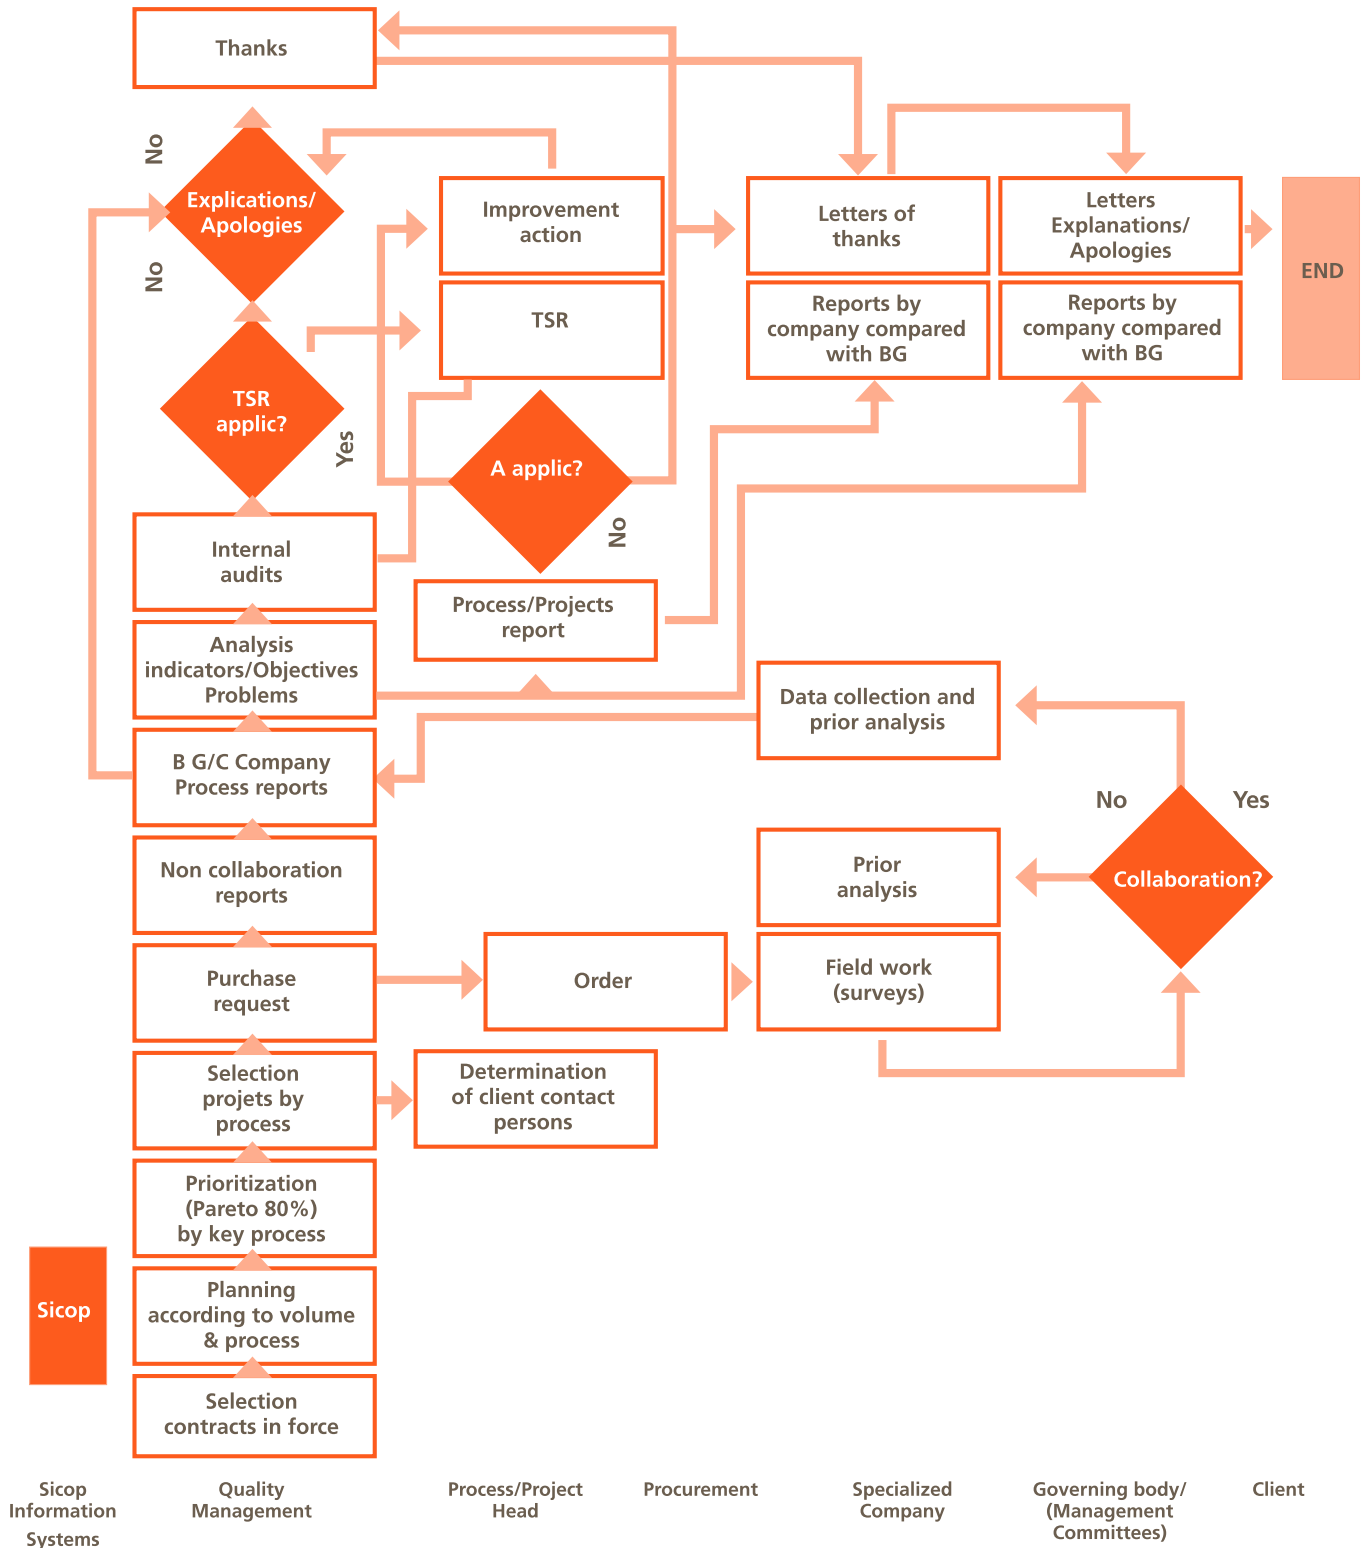 Thanks
No
Explications/
Apologies
No
Improvement
action
Letters of
thanks
Letters
Explanations/
Apologies
END
TSR
Reports by
company compared
with BG
Reports by
company compared
with BG
TSR
applic?
Yes
A applic?
No
Internal
audits
Process/Projects
report
Analysis
indicators/Objectives
Problems
Data collection and
prior analysis
B G/C Company
Process reports
No
Yes
Non collaboration
reports
Prior
analysis
Collaboration?
Purchase
request
Order
Field work
(surveys)
Selection
projets by
process
Determination
of client contact
persons
Prioritization
(Pareto 80%)
by key process
Sicop
Planning
according to volume
& process
Selection
contracts in force
Sicop
Information
Systems
Quality
Management
Process/Project
Head
Procurement
Specialized
Company
Governing body/
(Management
Committees)
Client